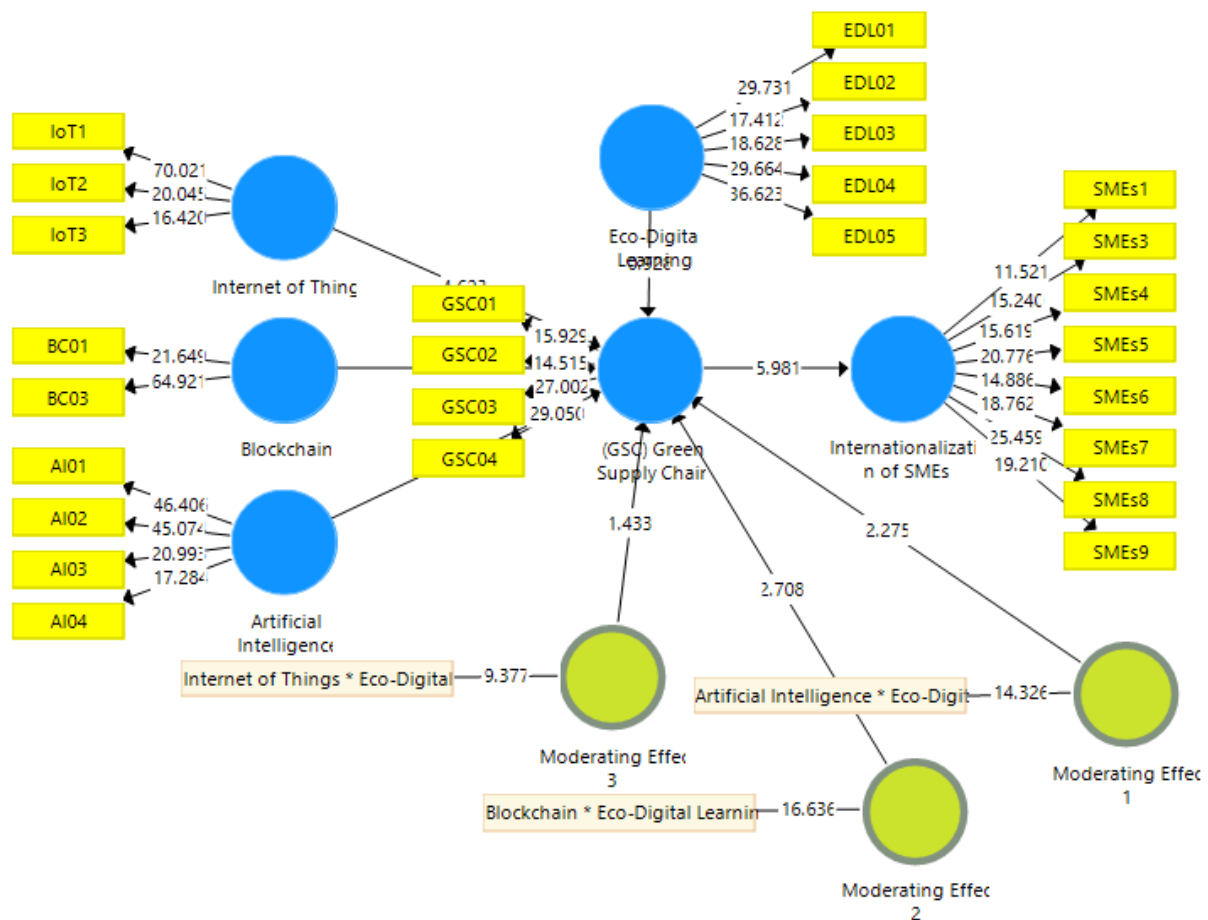 EDL01
29.731
EDL02
17.412
EDL03
18.628
EDL04
29.664
EDL05
36.623
Eco-Digita
Learning
IoT1
70.021
IoT2
20.045
IoT3
16.420
Internet of Thing
BC01
21.649
BC03
64.921
Blockchain
AI01
46.406
AI02
45.074
AI03
20.993
AI04
17.284
Artificial
Intelligence
GSC01
15.929
GSC02
14.515
GSC03
27.002
GSC04
29.050
(GSC) Green
Supply Chain
5.981
SMEs1
11.521
SMEs3
15.240
SMEs4
15.619
SMEs5
20.776
SMEs6
14.886
SMEs7
18.762
SMEs8
25.459
SMEs9
19.210
Internationalizati
n of SMEs
1.433
2.708
2.275
Internet of Things * Eco-Digital
9.377
Moderating Effec
3
Artificial Intelligence * Eco-Digit
14.326
Moderating Effec
1
Blockchain * Eco-Digital Learnin
16.636
Moderating Effec
2